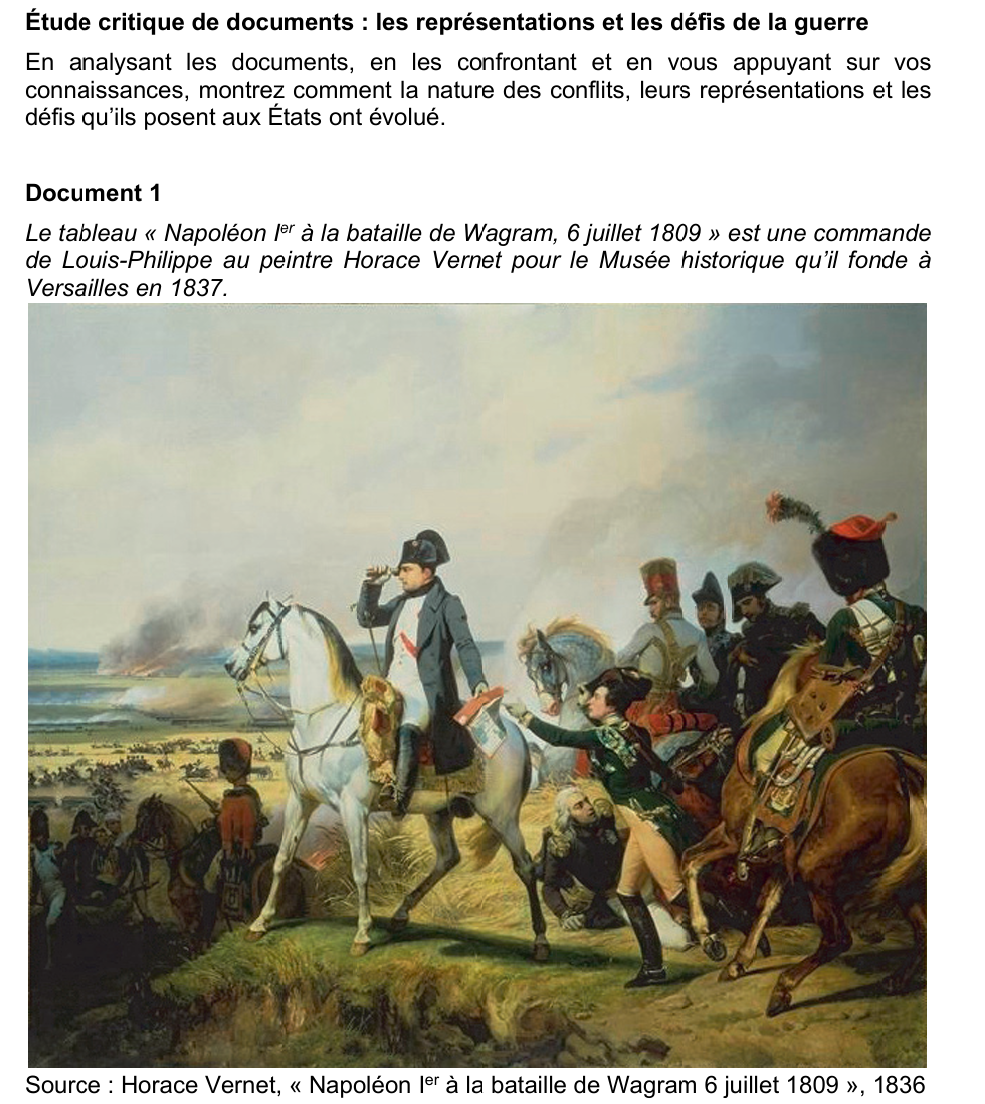 Étude critique de documents : les représentations et les défis de la guerre
En analysant les documents, en les confrontant et en vous appuyant sur vos
connaissances, montrez comment la nature des conflits, leurs représentations et les
défis qu'ils posent aux États ont évolué.
Document 1
Le tableau « Napoléon Ier à la bataille de Wagram, 6 juillet 1809 » est une commande
de Louis-Philippe au peintre Horace Vernet pour le Musée historique qu'il fonde à
Versailles en 1837.
Source : Horace Vernet, « Napoléon Ier à la bataille de Wagram 6 juillet 1809 », 1836